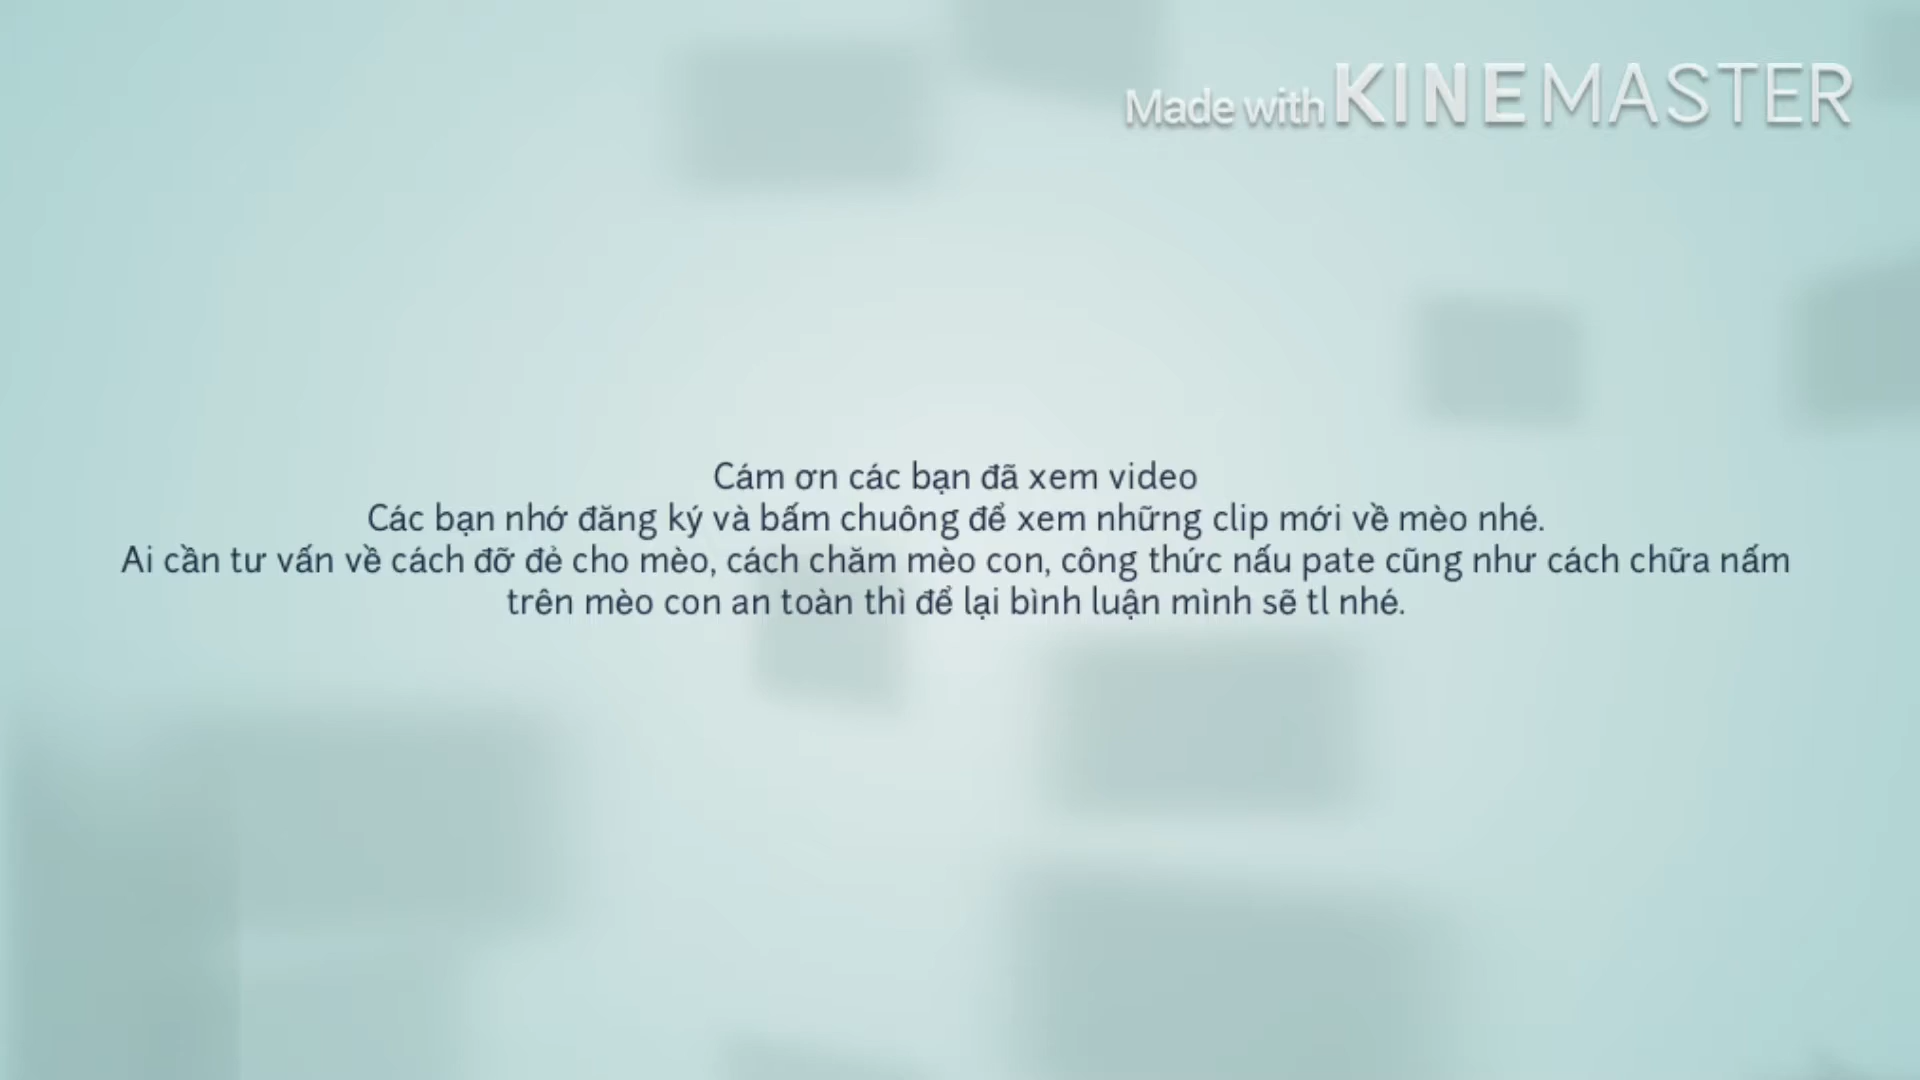 Made with KINEMASTER
Cám ơn các bạn đã xem video
Các bạn nhớ đăng ký và bấm chuông để xem những clip mới về mèo nhé.
Ai cần tư vấn về cách đỡ đẻ cho mèo, cách chăm mèo con, công thức nấu pate cũng như cách chữa nấm
trên mèo con an toàn thì để lại bình luận mình sẽ tl nhé.